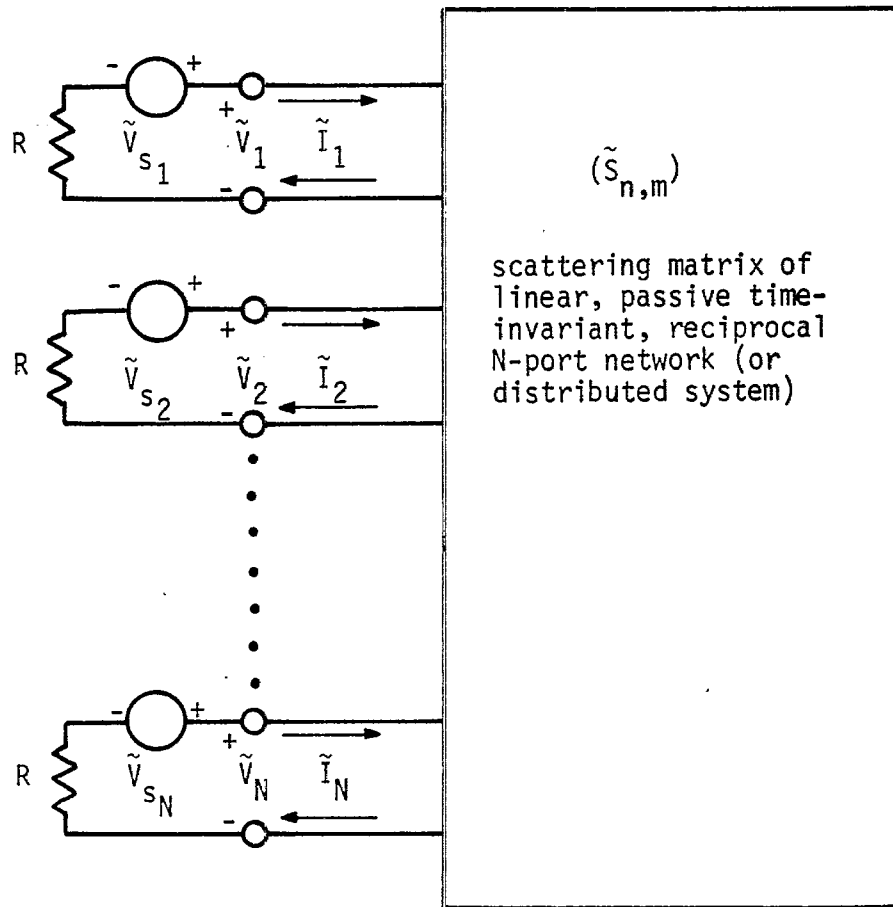 - +
R Ṽs1 + Ṽ1 - Ĩ1
(S̃n,m)
scattering matrix of
linear, passive time-
invariant, reciprocal
N-port network (or
distributed system)
- +
R Ṽs2 + Ṽ2 - Ĩ2
- +
R ṼsN + ṼN - ĨN